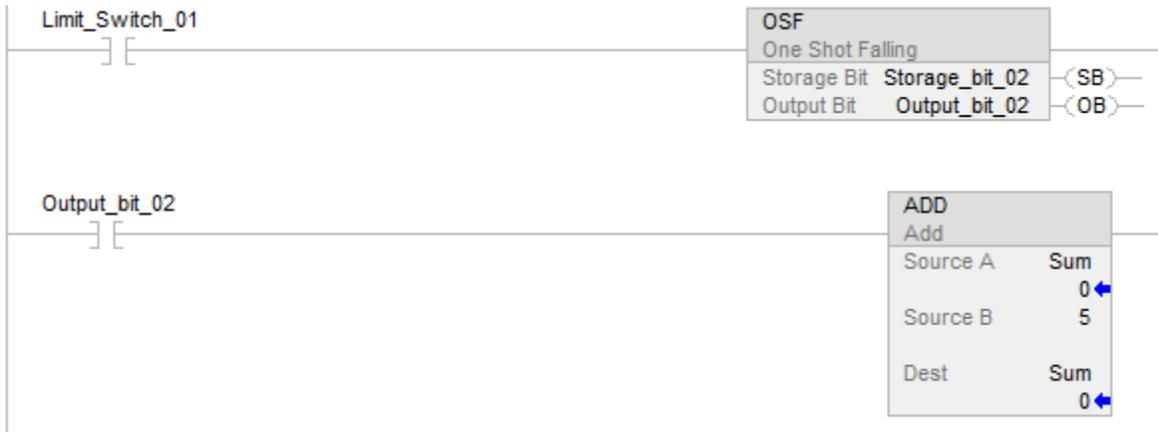 Limit_Switch_01
OSF
One Shot Falling
Storage Bit Storage_bit_02 SB
Output Bit Output_bit_02 OB
Output_bit_02
ADD
Add
Source A Sum
0
Source B 5
Dest Sum
0